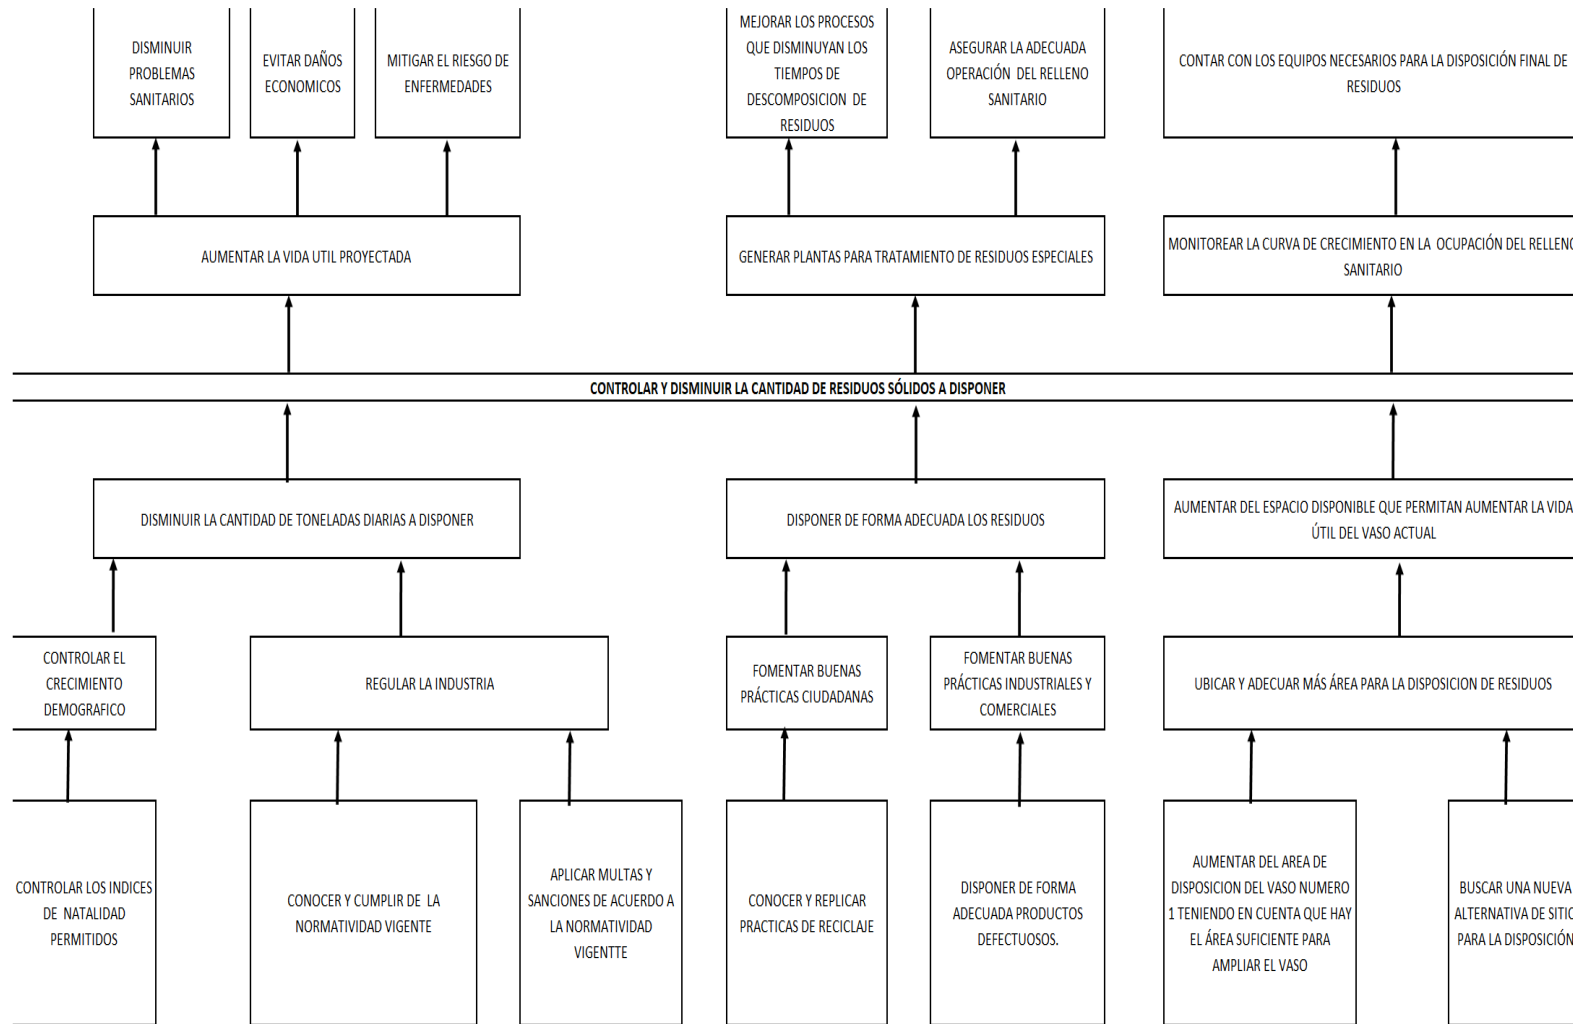 DISMINUIR
PROBLEMAS
SANITARIOS
EVITAR DAÑOS
ECONOMICOS
MITIGAR EL RIESGO DE
ENFERMEDADES
MEJORAR LOS PROCESOS
QUE DISMINUYAN LOS
TIEMPOS DE
DESCOMPOSICION DE
RESIDUOS
ASEGURAR LA ADECUADA
OPERACIÓN DEL RELLENO
SANITARIO
CONTAR CON LOS EQUIPOS NECESARIOS PARA LA DISPOSICIÓN FINAL DE
RESIDUOS
AUMENTAR LA VIDA UTIL PROYECTADA
GENERAR PLANTAS PARA TRATAMIENTO DE RESIDUOS ESPECIALES
MONITOREAR LA CURVA DE CRECIMIENTO EN LA OCUPACIÓN DEL RELLENO
SANITARIO
CONTROLAR Y DISMINUIR LA CANTIDAD DE RESIDUOS SÓLIDOS A DISPONER
DISMINUIR LA CANTIDAD DE TONELADAS DIARIAS A DISPONER
DISPONER DE FORMA ADECUADA LOS RESIDUOS
AUMENTAR DEL ESPACIO DISPONIBLE QUE PERMITAN AUMENTAR LA VIDA
ÚTIL DEL VASO ACTUAL
CONTROLAR EL
CRECIMIENTO
DEMOGRAFICO
REGULAR LA INDUSTRIA
FOMENTAR BUENAS
PRÁCTICAS CIUDADANAS
FOMENTAR BUENAS
PRÁCTICAS INDUSTRIALES Y
COMERCIALES
UBICAR Y ADECUAR MÁS ÁREA PARA LA DISPOSICION DE RESIDUOS
CONTROLAR LOS INDICES
DE NATALIDAD
PERMITIDOS
CONOCER Y CUMPLIR DE LA
NORMATIVIDAD VIGENTE
APLICAR MULTAS Y
SANCIONES DE ACUERDO A
LA NORMATIVIDAD
VIGENTTE
CONOCER Y REPLICAR
PRACTICAS DE RECICLAJE
DISPONER DE FORMA
ADECUADA PRODUCTOS
DEFECTUOSOS.
AUMENTAR DEL AREA DE
DISPOSICION DEL VASO NUMERO
1 TENIENDO EN CUENTA QUE HAY
EL ÁREA SUFICIENTE PARA
AMPLIAR EL VASO
BUSCAR UNA NUEVA
ALTERNATIVA DE SITIO
PARA LA DISPOSICIÓN